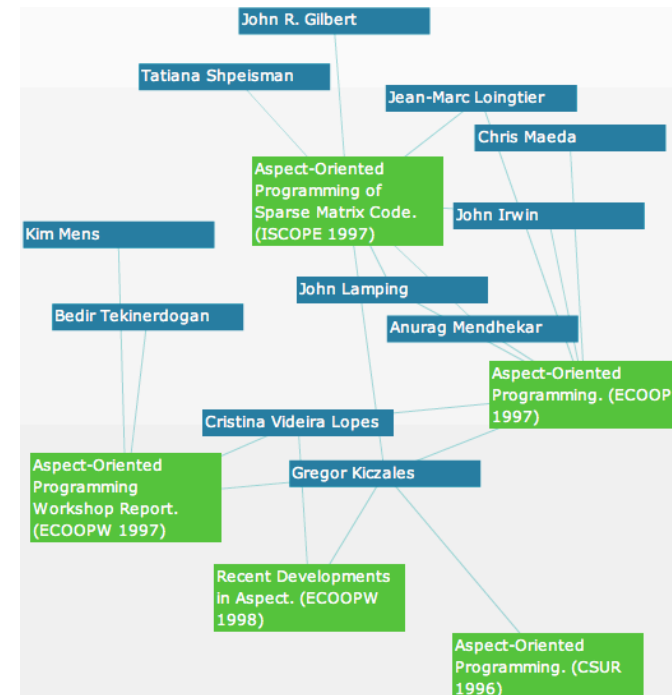 John R. Gilbert
Tatiana Shpeisman
Jean-Marc Loingtier
Chris Maeda
Aspect-Oriented
Programming of
Sparse Matrix Code.
(ISCOPE 1997)
John Irwin
Kim Mens
John Lamping
Bedir Tekinerdogan
Anurag Mendhekar
Aspect-Oriented
Programming. (ECOOP
1997)
Cristina Videira Lopes
Aspect-Oriented
Programming
Workshop Report.
(ECOOPW 1997)
Gregor Kiczales
Recent Developments
in Aspect. (ECOOPW
1998)
Aspect-Oriented
Programming. (CSUR
1996)